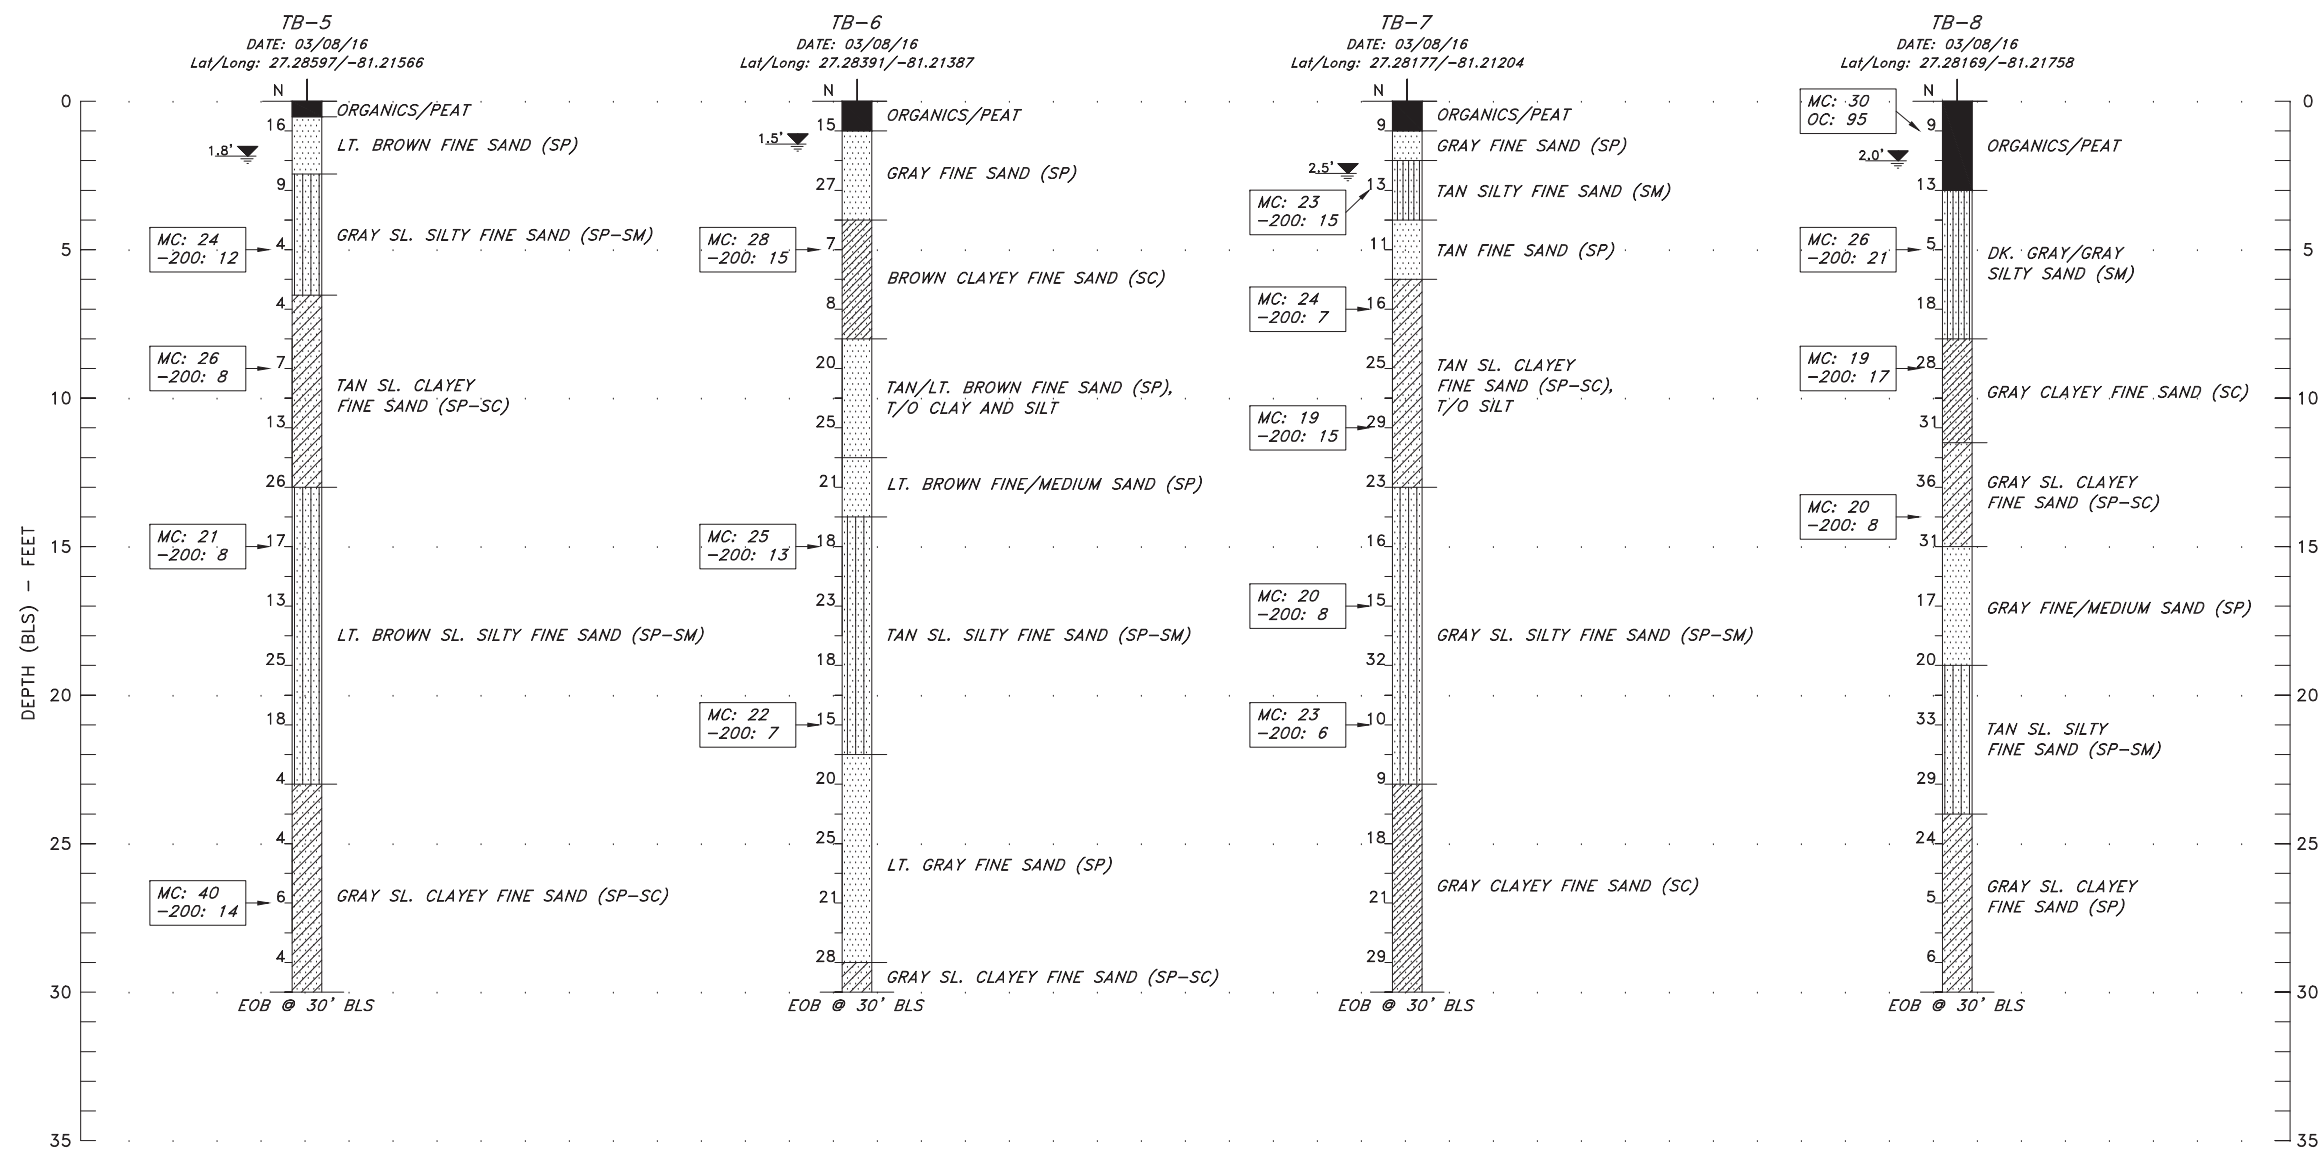 TB-5
DATE: 03/08/16
Lat/Long: 27.28597/-81.21566
N
ORGANICS/PEAT
16
LT. BROWN FINE SAND (SP)
1.8'
9
GRAY SL. SILTY FINE SAND (SP-SM)
MC: 24
-200: 12
4
4
MC: 26
-200: 8
7
TAN SL. CLAYEY
FINE SAND (SP-SC)
13
26
MC: 21
-200: 8
17
13
LT. BROWN SL. SILTY FINE SAND (SP-SM)
25
18
4
4
MC: 40
-200: 14
6
GRAY SL. CLAYEY FINE SAND (SP-SC)
4
EOB @ 30' BLS
TB-6
DATE: 03/08/16
Lat/Long: 27.28391/-81.21387
N
ORGANICS/PEAT
15
1.5'
GRAY FINE SAND (SP)
27
MC: 28
-200: 15
7
BROWN CLAYEY FINE SAND (SC)
8
20
TAN/LT. BROWN FINE SAND (SP),
T/O CLAY AND SILT
25
21
LT. BROWN FINE/MEDIUM SAND (SP)
MC: 25
-200: 13
18
23
TAN SL. SILTY FINE SAND (SP-SM)
18
MC: 22
-200: 7
15
20
25
LT. GRAY FINE SAND (SP)
21
28
GRAY SL. CLAYEY FINE SAND (SP-SC)
EOB @ 30' BLS
TB-7
DATE: 03/08/16
Lat/Long: 27.28177/-81.21204
N
ORGANICS/PEAT
9
GRAY FINE SAND (SP)
2.5'
13
TAN SILTY FINE SAND (SM)
MC: 23
-200: 15
11
TAN FINE SAND (SP)
MC: 24
-200: 7
16
25
TAN SL. CLAYEY
FINE SAND (SP-SC),
T/O SILT
MC: 19
-200: 15
29
23
16
MC: 20
-200: 8
15
GRAY SL. SILTY FINE SAND (SP-SM)
32
MC: 23
-200: 6
10
9
18
GRAY CLAYEY FINE SAND (SC)
21
29
EOB @ 30' BLS
TB-8
DATE: 03/08/16
Lat/Long: 27.28169/-81.21758
N
MC: 30
OC: 95
9
ORGANICS/PEAT
2.0'
13
MC: 26
-200: 21
5
DK. GRAY/GRAY
SILTY SAND (SM)
18
MC: 19
-200: 17
28
GRAY CLAYEY FINE SAND (SC)
31
36
GRAY SL. CLAYEY
FINE SAND (SP-SC)
MC: 20
-200: 8
31
17
GRAY FINE/MEDIUM SAND (SP)
20
33
TAN SL. SILTY
FINE SAND (SP-SM)
29
24
GRAY SL. CLAYEY
FINE SAND (SP)
5
6
EOB @ 30' BLS
DEPTH (BLS) - FEET
0
5
10
15
20
25
30
35
0
5
10
15
20
25
30
35